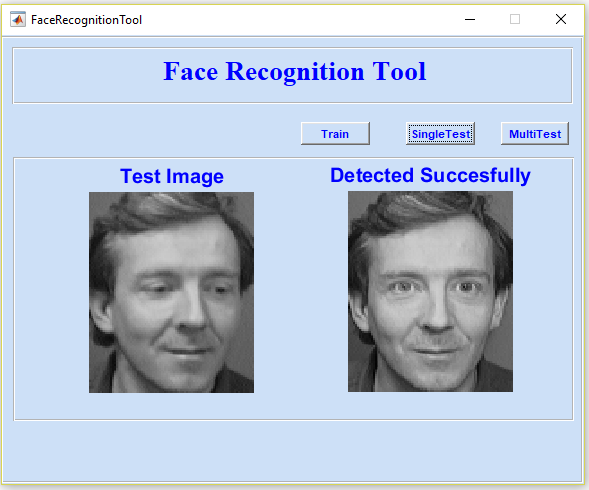 FaceRecognitionTool
Face Recognition Tool
Train SingleTest MultiTest
Test Image Detected Succesfully